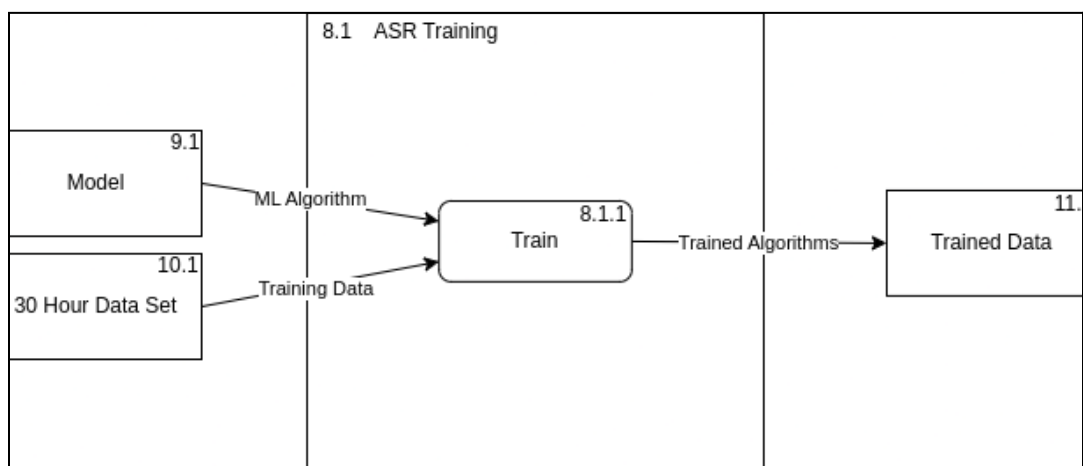 8.1 ASR Training
9.1
Model
ML Algorithm
8.1.1
Train
Trained Algorithms
11.
Trained Data
10.1
30 Hour Data Set
Training Data